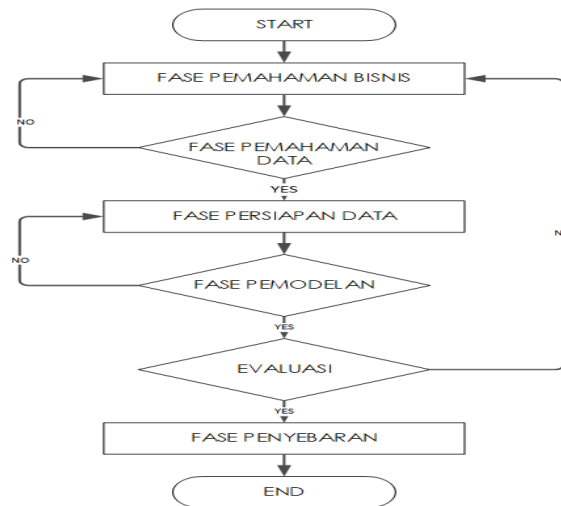 START
FASE PEMAHAMAN BISNIS
NO
FASE PEMAHAMAN
DATA
YES
FASE PERSIAPAN DATA
NO
FASE PEMODELAN
YES
EVALUASI
YES
FASE PENYEBARAN
END